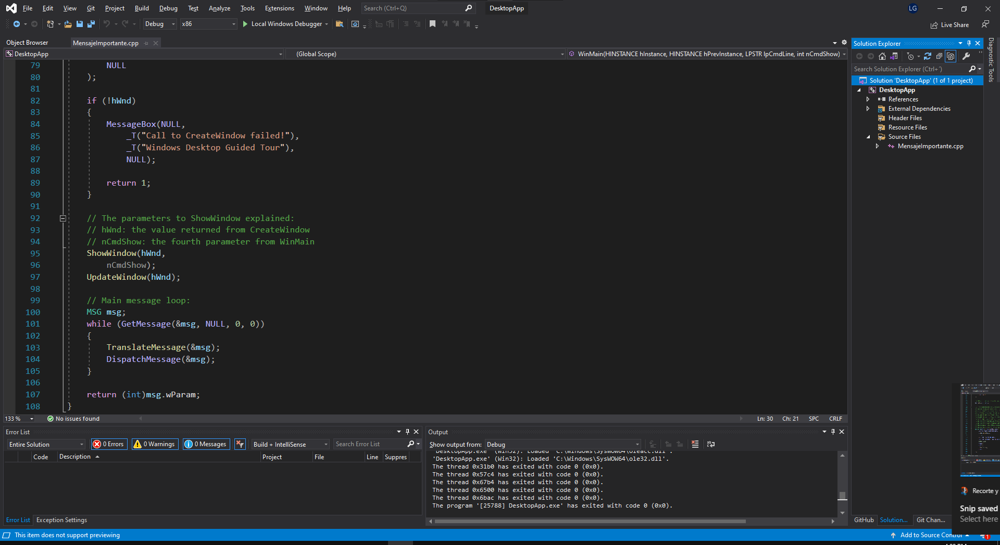 File Edit View Git Project Build Debug Test Analyze Tools Extensions Window Help Search (Ctrl+Q) DesktopApp LG
Debug x86 Local Windows Debugger Live Share
Object Browser MensajeImportante.cpp
DesktopApp (Global Scope) WinMain(HINSTANCE hInstance, HINSTANCE hPrevInstance, LPSTR lpCmdLine, int nCmdShow)
79 NULL
80 );
81
82 if (!hWnd)
83 {
84 MessageBox(NULL,
85 _T("Call to CreateWindow failed!"),
86 _T("Windows Desktop Guided Tour"),
87 NULL);
88
89 return 1;
90 }
91
92 // The parameters to ShowWindow explained:
93 // hWnd: the value returned from CreateWindow
94 // nCmdShow: the fourth parameter from WinMain
95 ShowWindow(hWnd,
96 nCmdShow);
97 UpdateWindow(hWnd);
98
99 // Main message loop:
100 MSG msg;
101 while (GetMessage(&msg, NULL, 0, 0))
102 {
103 TranslateMessage(&msg);
104 DispatchMessage(&msg);
105 }
106
107 return (int)msg.wParam;
108 }
133 % No issues found Ln: 30 Ch: 21 SPC CRLF
Error List
Entire Solution 0 Errors 0 Warnings 0 Messages Build + IntelliSense Search Error List
Code Description Project File Line Suppres
Error List Exception Settings
Output
Show output from: Debug
'DesktopApp.exe' (Win32): Loaded 'C:\Windows\SysWOW64\oleacc.dll'.
'DesktopApp.exe' (Win32): Loaded 'C:\Windows\SysWOW64\ole32.dll'.
The thread 0x31b0 has exited with code 0 (0x0).
The thread 0x57c4 has exited with code 0 (0x0).
The thread 0x67b4 has exited with code 0 (0x0).
The thread 0x6500 has exited with code 0 (0x0).
The thread 0x6bac has exited with code 0 (0x0).
The program '[25788] DesktopApp.exe' has exited with code 0 (0x0).
Solution Explorer
Search Solution Explorer (Ctrl+´)
Solution 'DesktopApp' (1 of 1 project)
DesktopApp
References
External Dependencies
Header Files
Resource Files
Source Files
MensajeImportante.cpp
Diagnostic Tools
Recorte y
Snip saved
Select here
GitHub Solution... Git Chan...
This item does not support previewing Add to Source Control 1